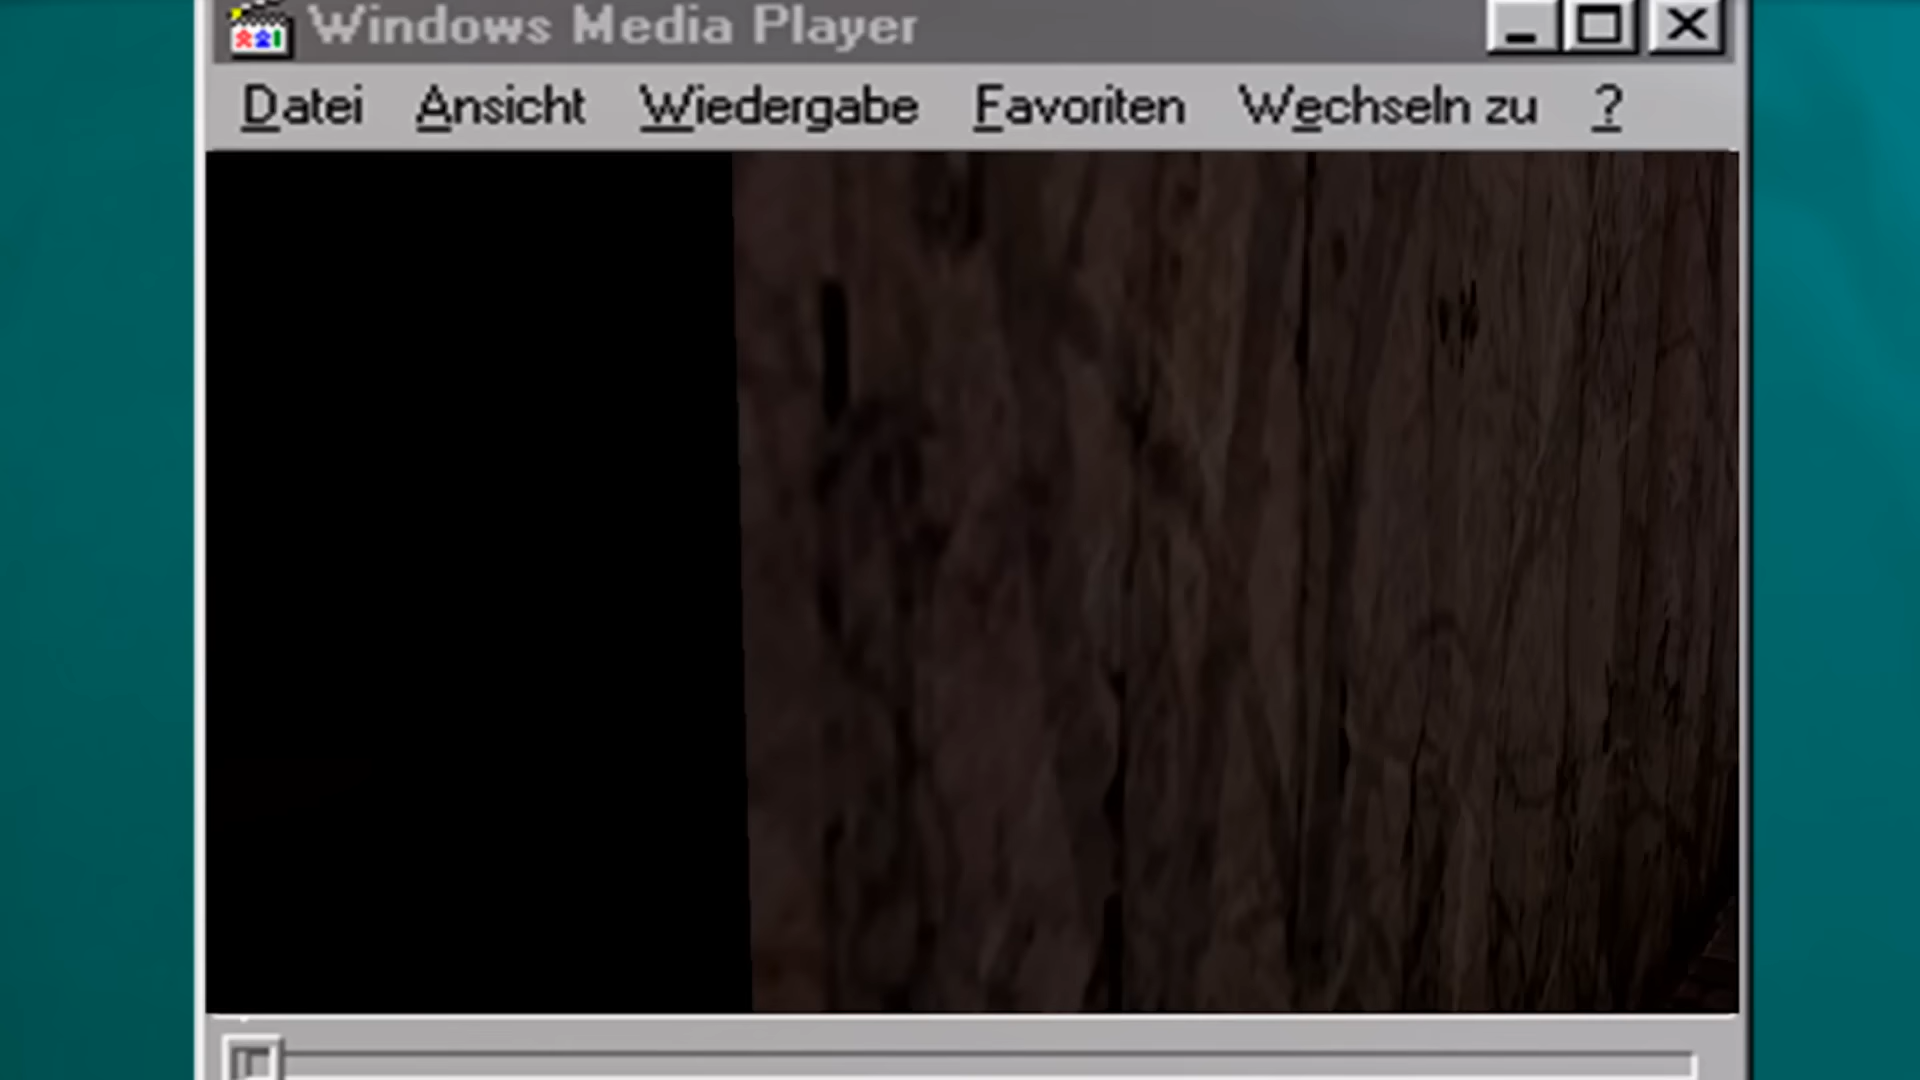 Windows Media Player
Datei Ansicht Wiedergabe Favoriten Wechseln zu ?